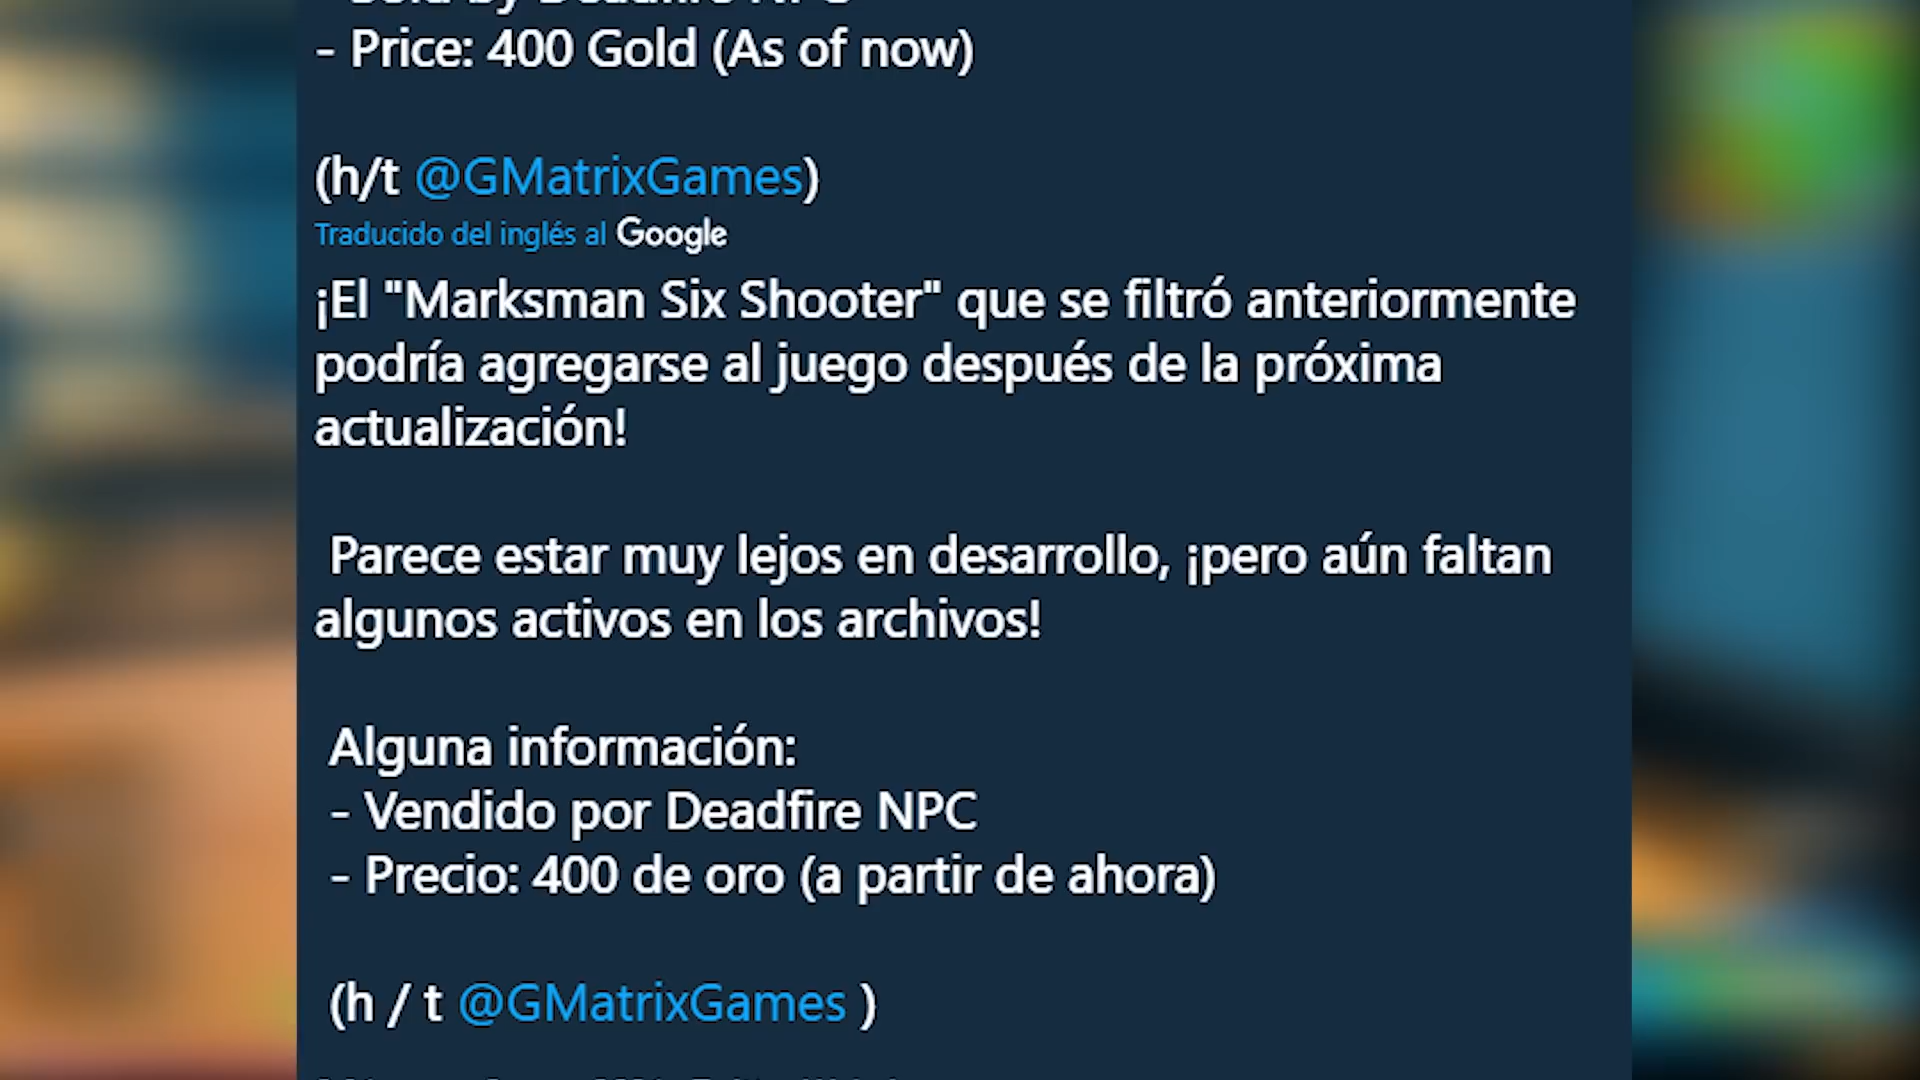 - Price: 400 Gold (As of now)
(h/t @GMatrixGames)
Traducido del inglés al Google
¡El "Marksman Six Shooter" que se filtró anteriormente
podría agregarse al juego después de la próxima
actualización!
Parece estar muy lejos en desarrollo, ¡pero aún faltan
algunos activos en los archivos!
Alguna información:
- Vendido por Deadfire NPC
- Precio: 400 de oro (a partir de ahora)
(h / t @GMatrixGames )